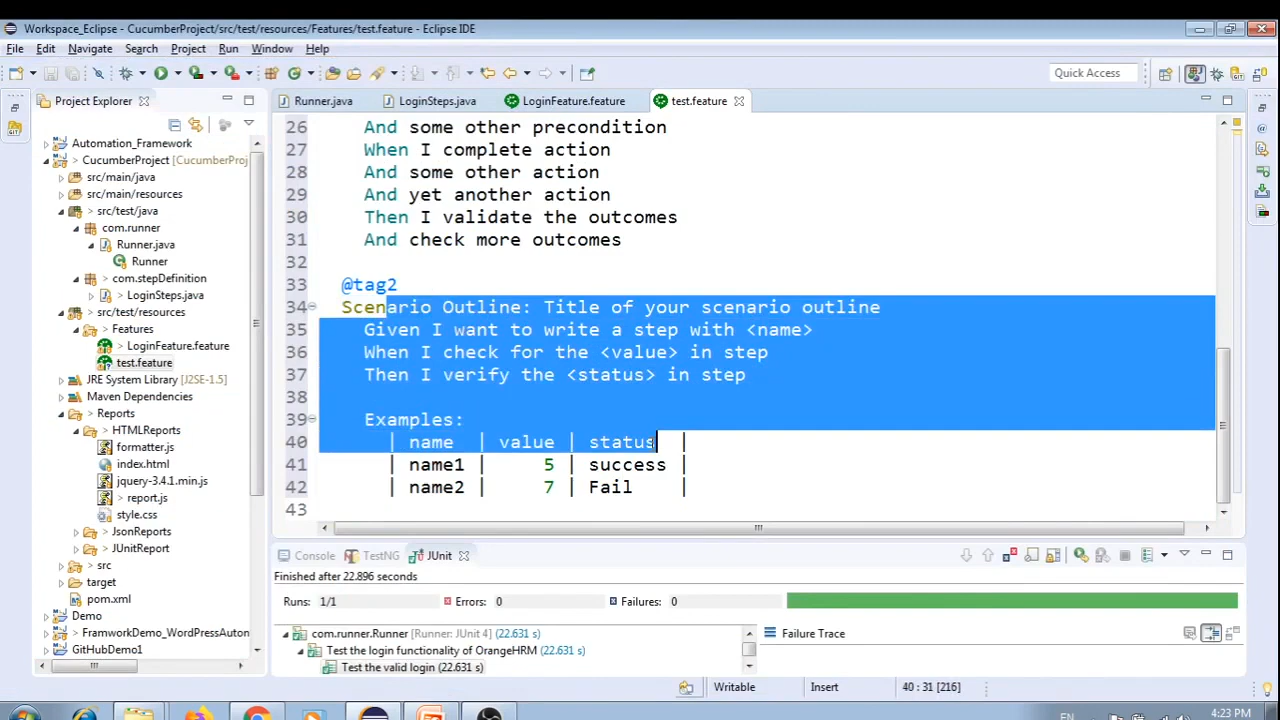 Workspace_Eclipse - CucumberProject/src/test/resources/Features/test.feature - Eclipse IDE
File Edit Navigate Search Project Run Window Help
Quick Access
Project Explorer
Runner.java LoginSteps.java LoginFeature.feature test.feature
Automation_Framework
CucumberProject [CucumberProj
src/main/java
src/main/resources
src/test/java
com.runner
Runner.java
Runner
com.stepDefinition
LoginSteps.java
src/test/resources
Features
LoginFeature.feature
test.feature
JRE System Library [J2SE-1.5]
Maven Dependencies
Reports
HTMLReports
formatter.js
index.html
jquery-3.4.1.min.js
report.js
style.css
JsonReports
JUnitReport
src
target
pom.xml
Demo
FramworkDemo_WordPressAuton
GitHubDemo1
26 And some other precondition
27 When I complete action
28 And some other action
29 And yet another action
30 Then I validate the outcomes
31 And check more outcomes
32
33 @tag2
34 Scenario Outline: Title of your scenario outline
35 Given I want to write a step with <name>
36 When I check for the <value> in step
37 Then I verify the <status> in step
38
39 Examples:
40 | name | value | status |
41 | name1 | 5 | success |
42 | name2 | 7 | Fail |
43
Console TestNG JUnit
Finished after 22.896 seconds
Runs: 1/1 Errors: 0 Failures: 0
com.runner.Runner [Runner: JUnit 4] (22.631 s)
Test the login functionality of OrangeHRM (22.631 s)
Test the valid login (22.631 s)
Failure Trace
Writable Insert 40 : 31 [216]
EN 4:23 PM